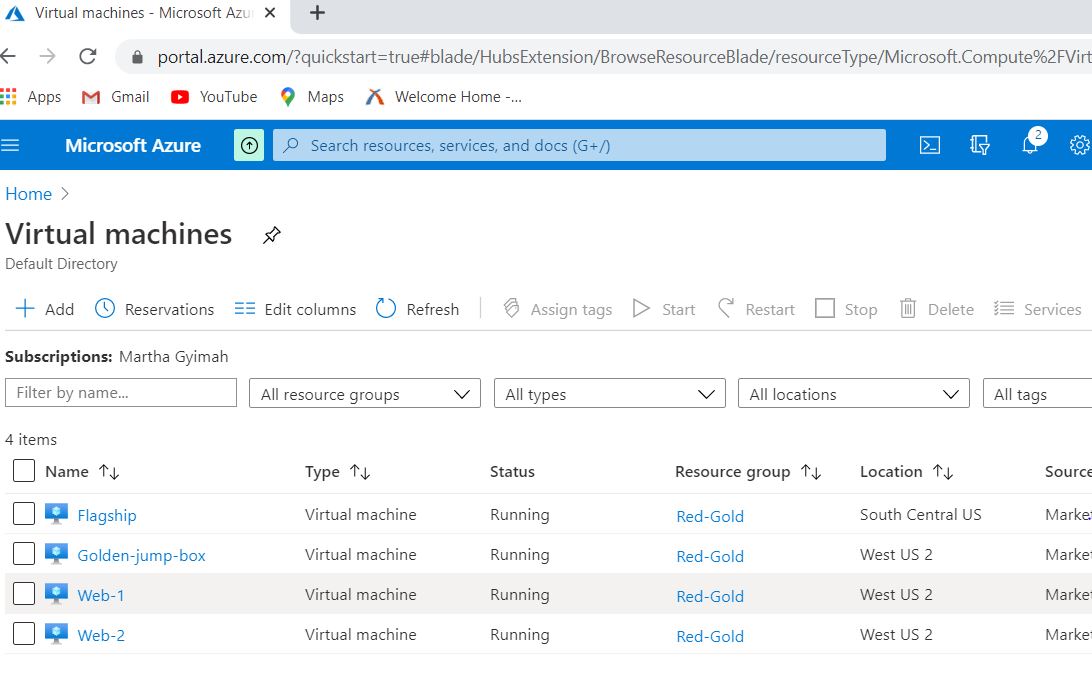 Virtual machines - Microsoft Azu
portal.azure.com/?quickstart=true#blade/HubsExtension/BrowseResourceBlade/resourceType/Microsoft.Compute%2FVirt
Apps Gmail YouTube Maps Welcome Home -...
Microsoft Azure Search resources, services, and docs (G+/) 2
Home >
Virtual machines
Default Directory
Add Reservations Edit columns Refresh Assign tags Start Restart Stop Delete Services
Subscriptions: Martha Gyimah
Filter by name... All resource groups All types All locations All tags
4 items
Name Type Status Resource group Location Source
Flagship Virtual machine Running Red-Gold South Central US Market
Golden-jump-box Virtual machine Running Red-Gold West US 2 Market
Web-1 Virtual machine Running Red-Gold West US 2 Market
Web-2 Virtual machine Running Red-Gold West US 2 Market